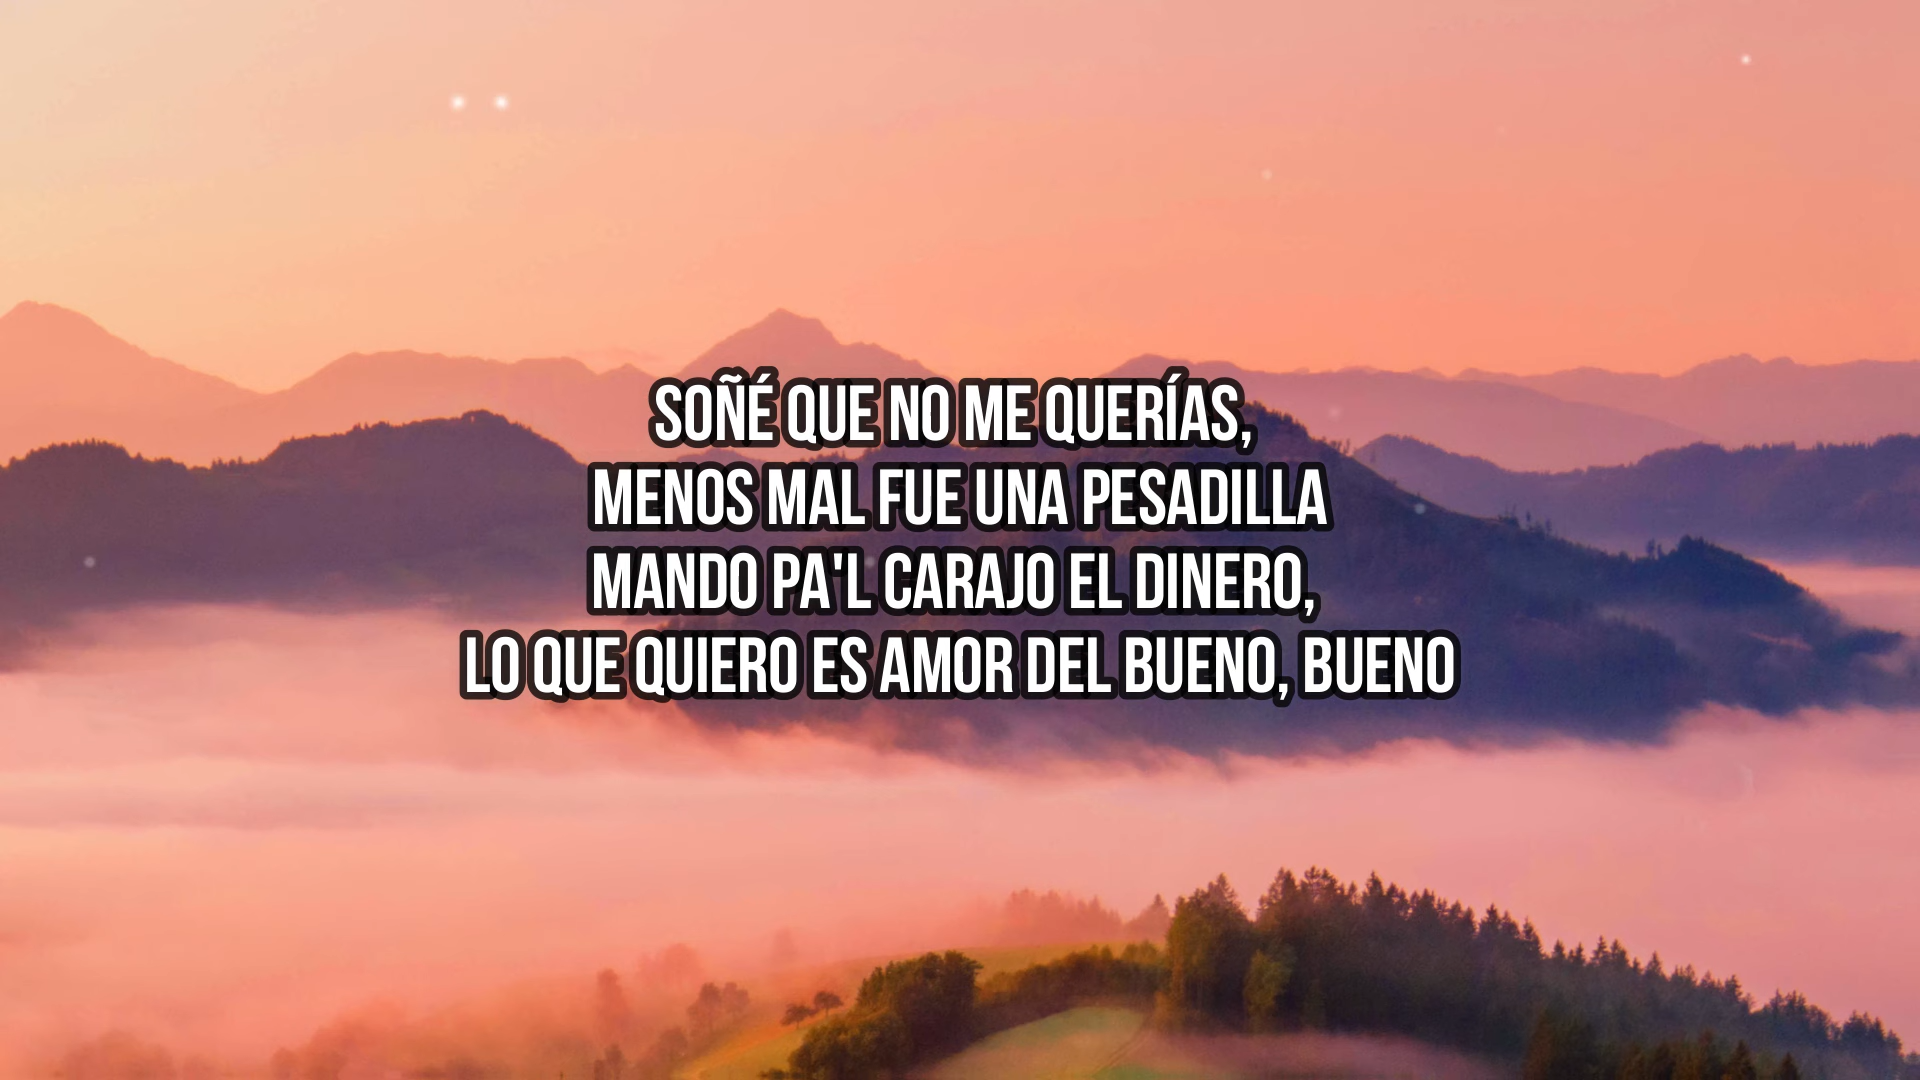 SOÑÉ QUE NO ME QUERÍAS,
MENOS MAL FUE UNA PESADILLA
MANDO PA'L CARAJO EL DINERO,
LO QUE QUIERO ES AMOR DEL BUENO, BUENO